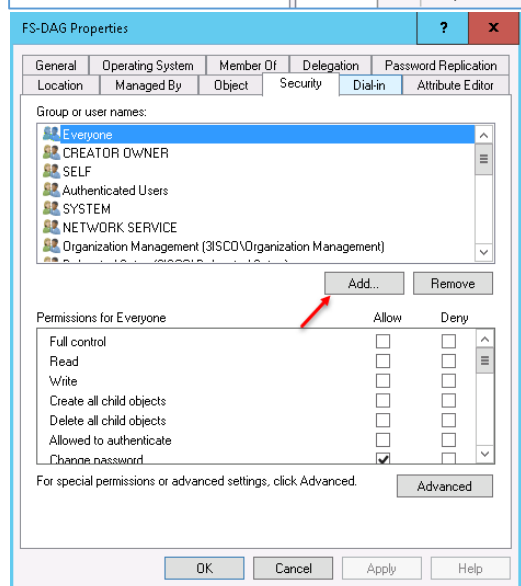 FS-DAG Properties
? x
General Operating System Member Of Delegation Password Replication
Location Managed By Object Security Dial-in Attribute Editor
Group or user names:
Everyone
CREATOR OWNER
SELF
Authenticated Users
SYSTEM
NETWORK SERVICE
Organization Management (3ISCO\Organization Management)
Add... Remove
Permissions for Everyone Allow Deny
Full control
Read
Write
Create all child objects
Delete all child objects
Allowed to authenticate
Change password
For special permissions or advanced settings, click Advanced. Advanced
OK Cancel Apply Help